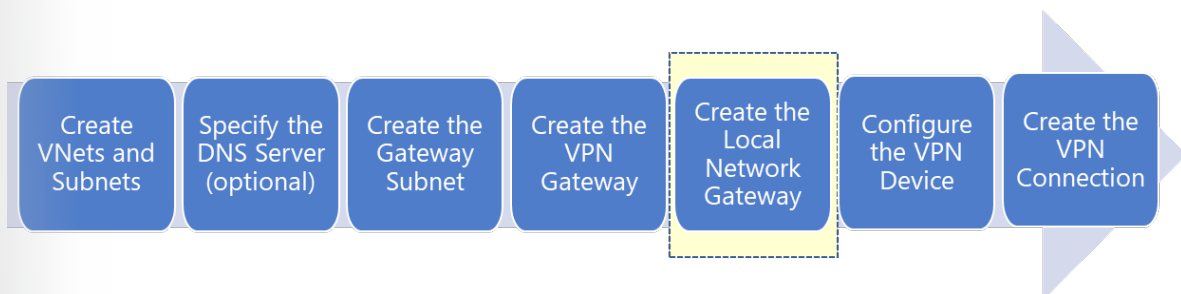 Create
VNets and
Subnets
Specify the
DNS Server
(optional)
Create the
Gateway
Subnet
Create the
VPN
Gateway
Create the
Local
Network
Gateway
Configure
the VPN
Device
Create the
VPN
Connection